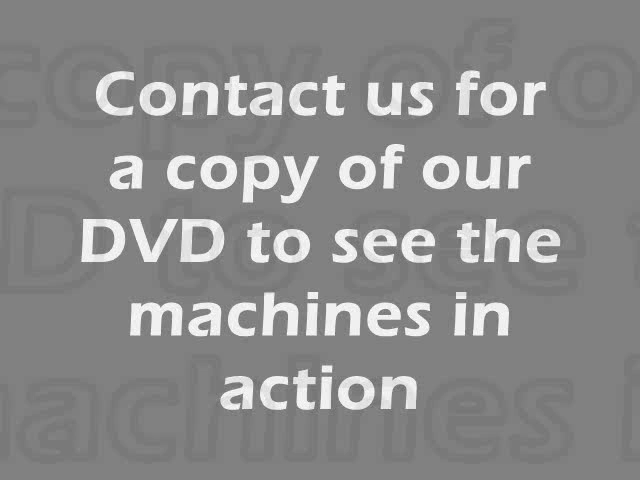 Contact us for
a copy of our
DVD to see the
machines in
action